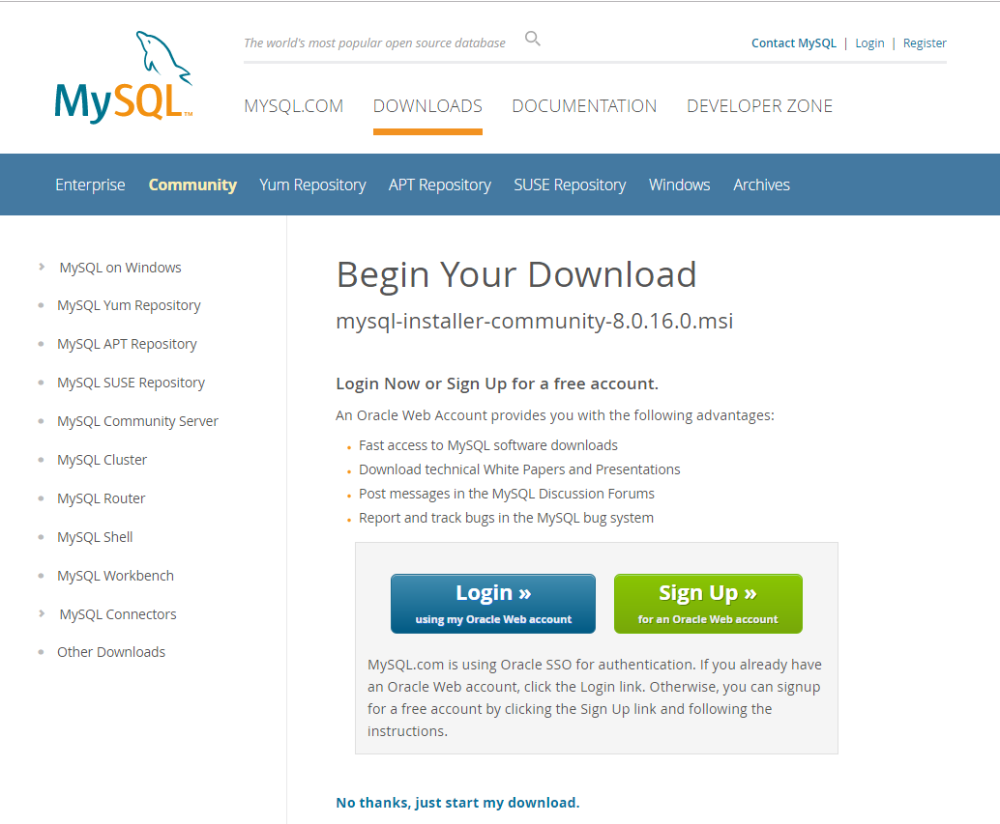 MySQL™
The world's most popular open source database
Contact MySQL | Login | Register
MYSQL.COM DOWNLOADS DOCUMENTATION DEVELOPER ZONE
Enterprise Community Yum Repository APT Repository SUSE Repository Windows Archives
MySQL on Windows
MySQL Yum Repository
MySQL APT Repository
MySQL SUSE Repository
MySQL Community Server
MySQL Cluster
MySQL Router
MySQL Shell
MySQL Workbench
MySQL Connectors
Other Downloads
Begin Your Download
mysql-installer-community-8.0.16.0.msi
Login Now or Sign Up for a free account.
An Oracle Web Account provides you with the following advantages:
Fast access to MySQL software downloads
Download technical White Papers and Presentations
Post messages in the MySQL Discussion Forums
Report and track bugs in the MySQL bug system
Login »
using my Oracle Web account
Sign Up »
for an Oracle Web account
MySQL.com is using Oracle SSO for authentication. If you already have
an Oracle Web account, click the Login link. Otherwise, you can signup
for a free account by clicking the Sign Up link and following the
instructions.
No thanks, just start my download.